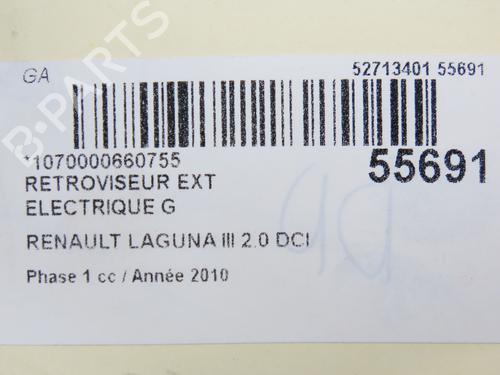 GA
52713401 55691
*1070000660755
55691
RETROVISEUR EXT
ELECTRIQUE G
RENAULT LAGUNA III 2.0 DCI
Phase 1 cc / Année 2010
B-PARTS